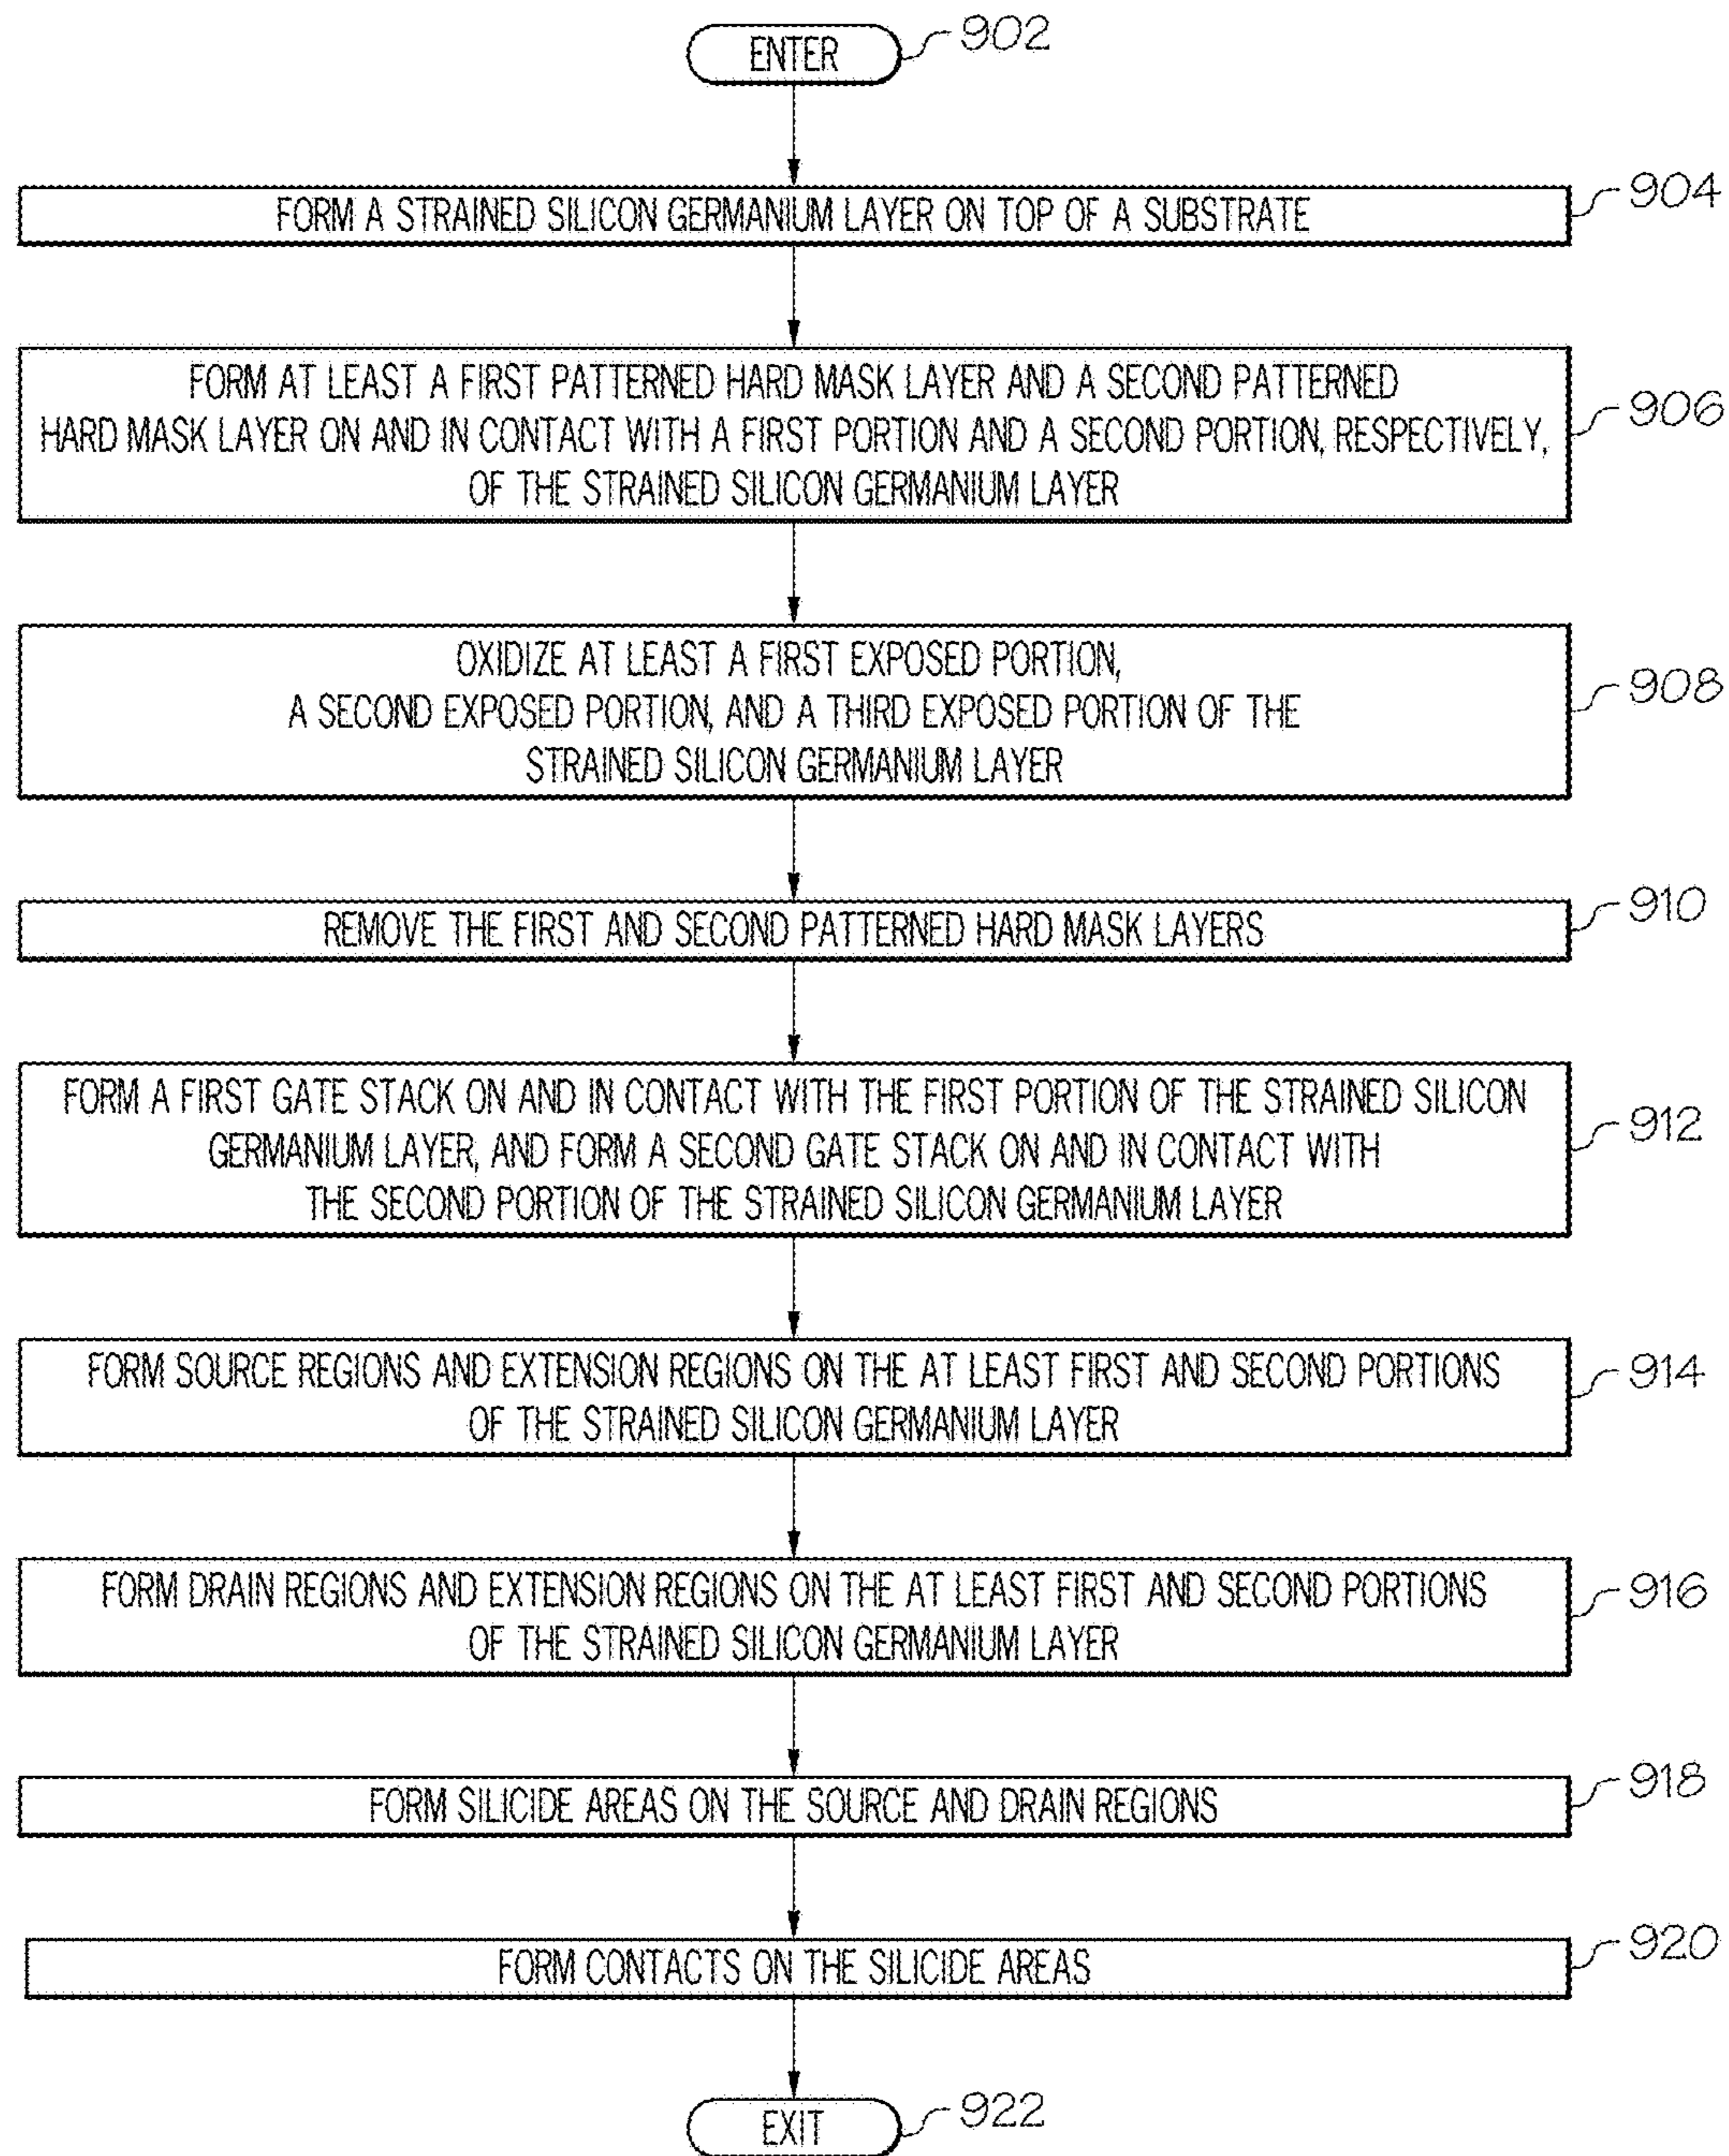 ENTER
902
FORM A STRAINED SILICON GERMANIUM LAYER ON TOP OF A SUBSTRATE
904
FORM AT LEAST A FIRST PATTERNED HARD MASK LAYER AND A SECOND PATTERNED
HARD MASK LAYER ON AND IN CONTACT WITH A FIRST PORTION AND A SECOND PORTION, RESPECTIVELY,
OF THE STRAINED SILICON GERMANIUM LAYER
906
OXIDIZE AT LEAST A FIRST EXPOSED PORTION,
A SECOND EXPOSED PORTION, AND A THIRD EXPOSED PORTION OF THE
STRAINED SILICON GERMANIUM LAYER
908
REMOVE THE FIRST AND SECOND PATTERNED HARD MASK LAYERS
910
FORM A FIRST GATE STACK ON AND IN CONTACT WITH THE FIRST PORTION OF THE STRAINED SILICON
GERMANIUM LAYER, AND FORM A SECOND GATE STACK ON AND IN CONTACT WITH
THE SECOND PORTION OF THE STRAINED SILICON GERMANIUM LAYER
912
FORM SOURCE REGIONS AND EXTENSION REGIONS ON THE AT LEAST FIRST AND SECOND PORTIONS
OF THE STRAINED SILICON GERMANIUM LAYER
914
FORM DRAIN REGIONS AND EXTENSION REGIONS ON THE AT LEAST FIRST AND SECOND PORTIONS
OF THE STRAINED SILICON GERMANIUM LAYER
916
FORM SILICIDE AREAS ON THE SOURCE AND DRAIN REGIONS
918
FORM CONTACTS ON THE SILICIDE AREAS
920
EXIT
922